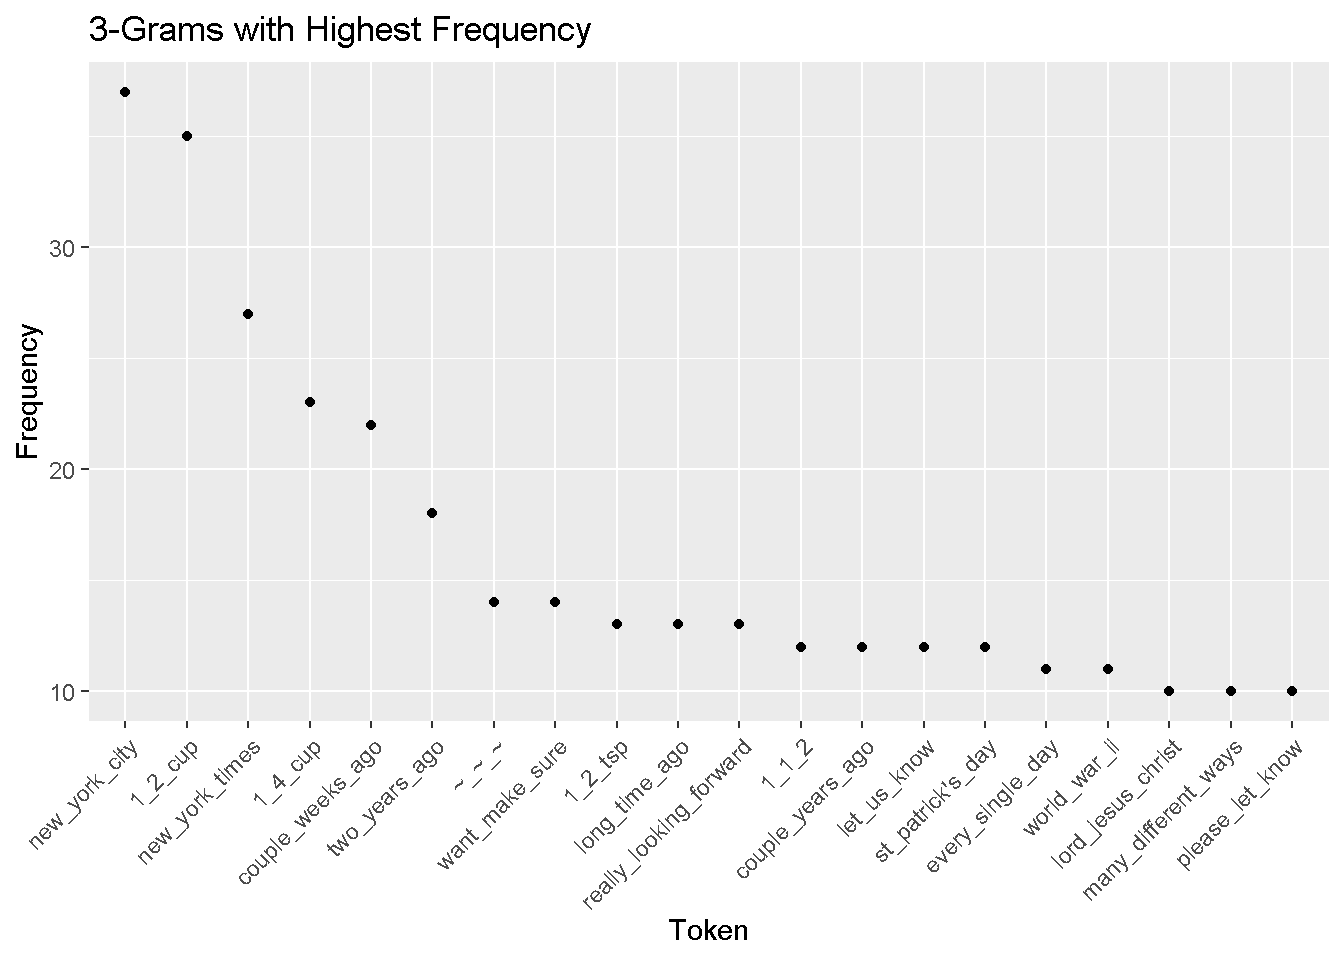 3-Grams with Highest Frequency
Frequency
30
20
10
new_york_city
1_2_cup
new_york_times
1_4_cup
couple_weeks_ago
two_years_ago
~_~_~
want_make_sure
1_2_tsp
long_time_ago
really_looking_forward
1_1_2
couple_years_ago
let_us_know
st_patrick's_day
every_single_day
world_war_ii
lord_jesus_christ
many_different_ways
please_let_know
Token